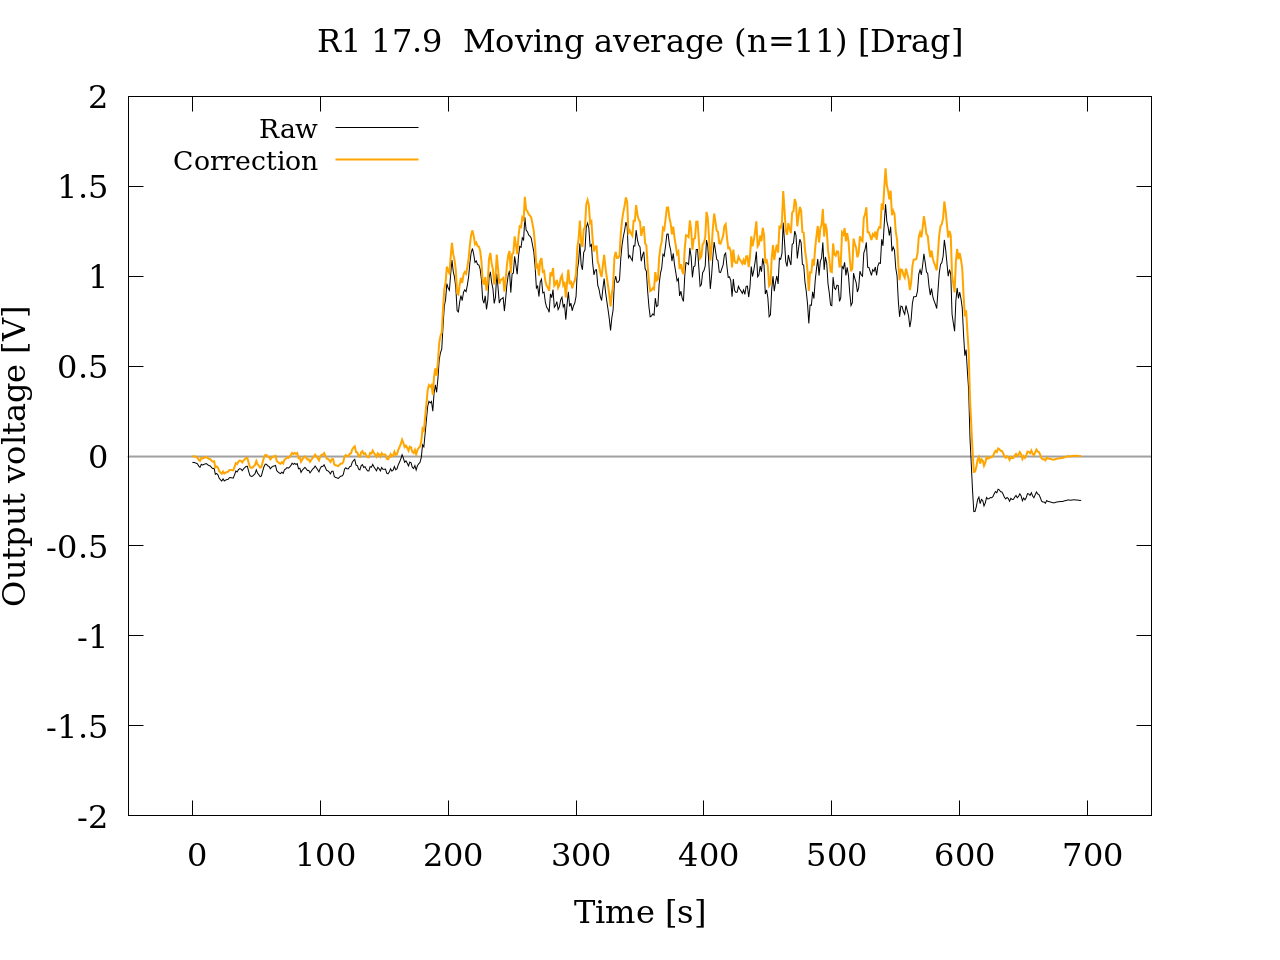 R1 17.9  Moving average (n=11) [Drag]
Raw
Correction
2
1.5
1
0.5
0
-0.5
-1
-1.5
-2
Output voltage [V]
0 100 200 300 400 500 600 700
Time [s]